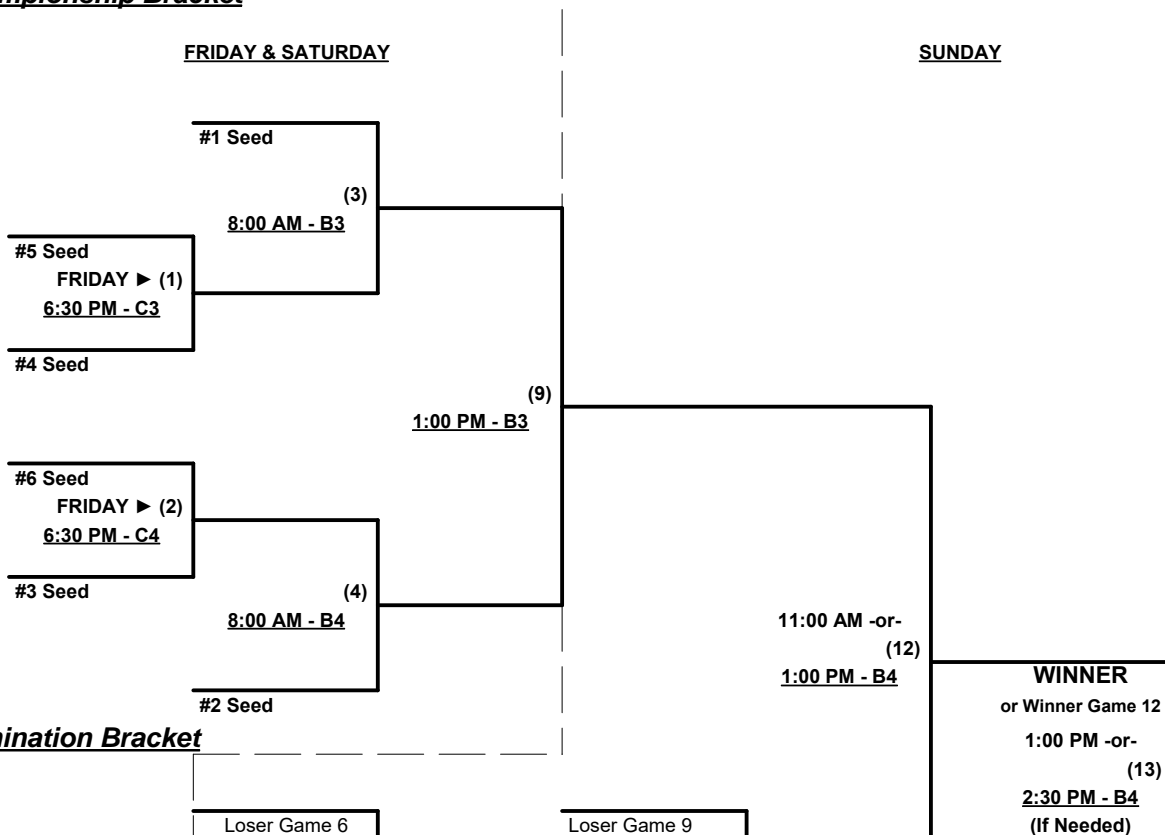 Bracket
FRIDAY & SATURDAY
SUNDAY
#1 Seed
(3)
8:00 AM - B3
#5 Seed
FRIDAY ► (1)
6:30 PM - C3
#4 Seed
(9)
1:00 PM - B3
#6 Seed
FRIDAY ► (2)
6:30 PM - C4
#3 Seed
(4)
8:00 AM - B4
#2 Seed
11:00 AM -or-
(12)
1:00 PM - B4
WINNER
or Winner Game 12
1:00 PM -or-
(13)
2:30 PM - B4
(If Needed)
Bracket
Loser Game 6
Loser Game 9